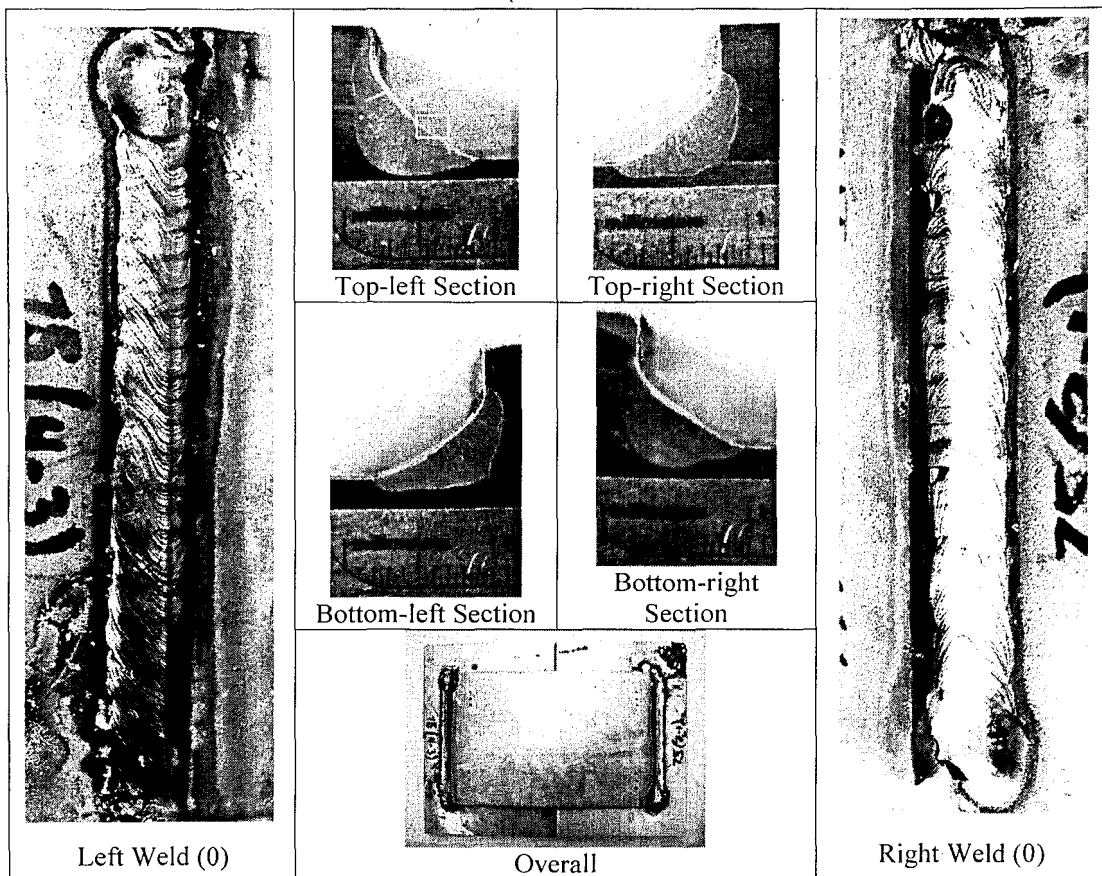 Top-left Section
Top-right Section
Bottom-left Section
Bottom-right
Section
Left Weld (0)
Overall
Right Weld (0)